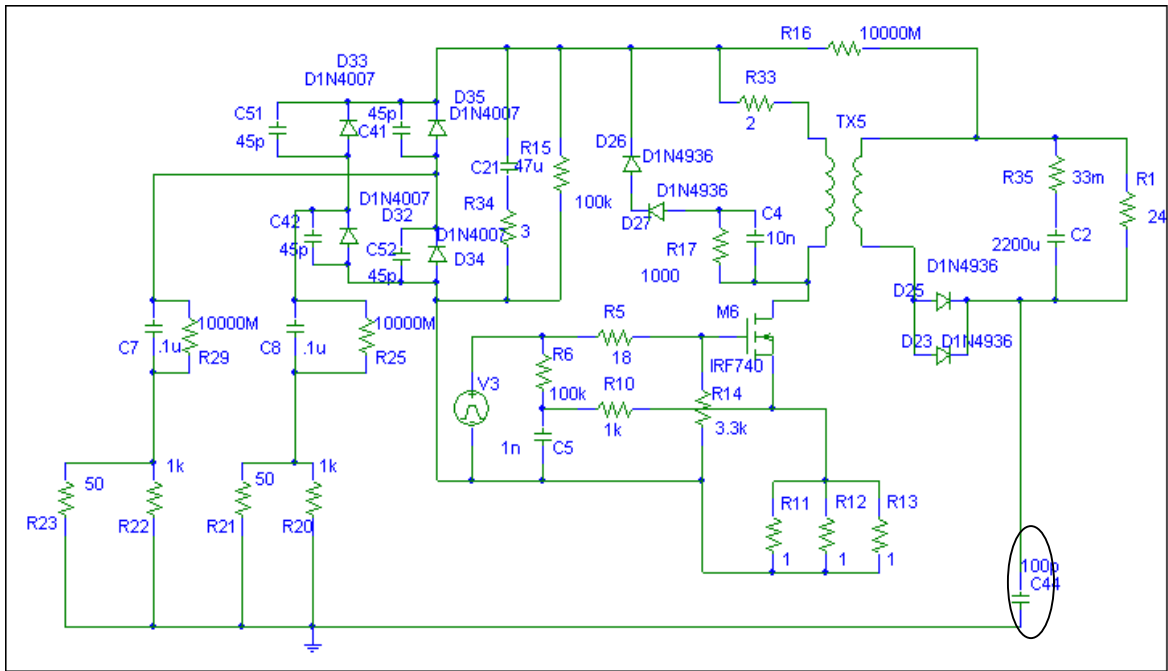 R16 10000M
D33
D1N4007
R33
2
C51
45p
45p
C41
D35
D1N4007
TX5
D26
D1N4936
R15
100k
C21
47u
R34
3
D1N4936
D27
C4
10n
R17
1000
R35
33m
R1
24
C2
2200u
D1N4007
D32
C42
45p
C52
45p
D1N4007
D34
D1N4936
D25
D23
D1N4936
10000M
C7
.1u
R29
10000M
C8
.1u
R25
R5
18
M6
IRF740
R6
100k
V3
R10
1k
R14
3.3k
1n
C5
50
1k
50
1k
R23
R22
R21
R20
R11
R12
R13
1
1
1
100p
C44